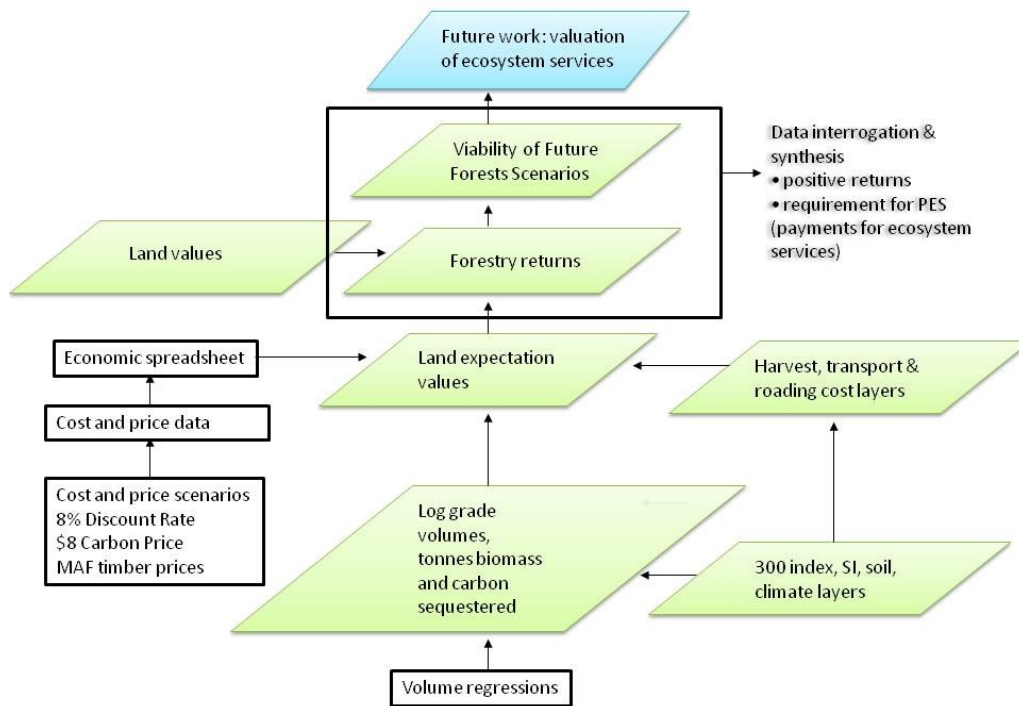 Future work: valuation
of ecosystem services
Viability of Future
Forests Scenarios
Data interrogation &
synthesis
• positive returns
• requirement for PES
(payments for ecosystem
services)
Land values
Forestry returns
Economic spreadsheet
Land expectation
values
Harvest, transport &
roading cost layers
Cost and price data
Cost and price scenarios
8% Discount Rate
$8 Carbon Price
MAF timber prices
Log grade
volumes,
tonnes biomass
and carbon
sequestered
300 index, SI, soil,
climate layers
Volume regressions